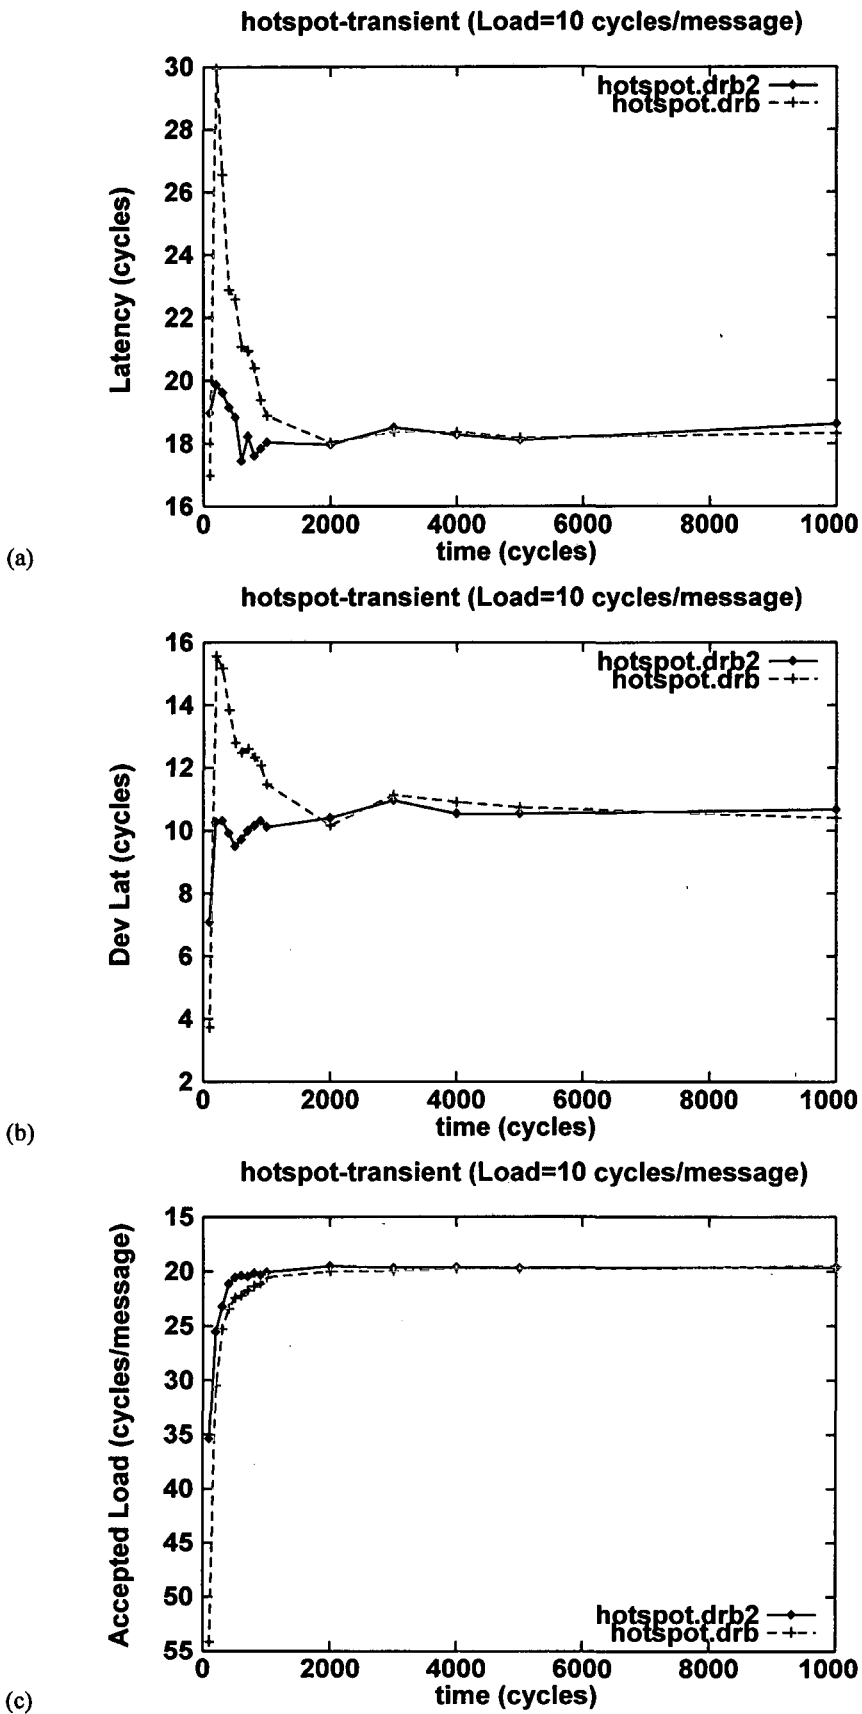 hotspot-transient (Load=10 cycles/message)
30
28
26
24
22
20
18
16
Latency (cycles)
hotspot.drb2
hotspot.drb
0 2000 4000 6000 8000 1000
time (cycles)
(a)
hotspot-transient (Load=10 cycles/message)
16
14
12
10
8
6
4
2
Dev Lat (cycles)
hotspot.drb2
hotspot.drb
0 2000 4000 6000 8000 1000
time (cycles)
(b)
hotspot-transient (Load=10 cycles/message)
15
20
25
30
35
40
45
50
55
Accepted Load (cycles/message)
hotspot.drb2
hotspot.drb
0 2000 4000 6000 8000 1000
time (cycles)
(c)